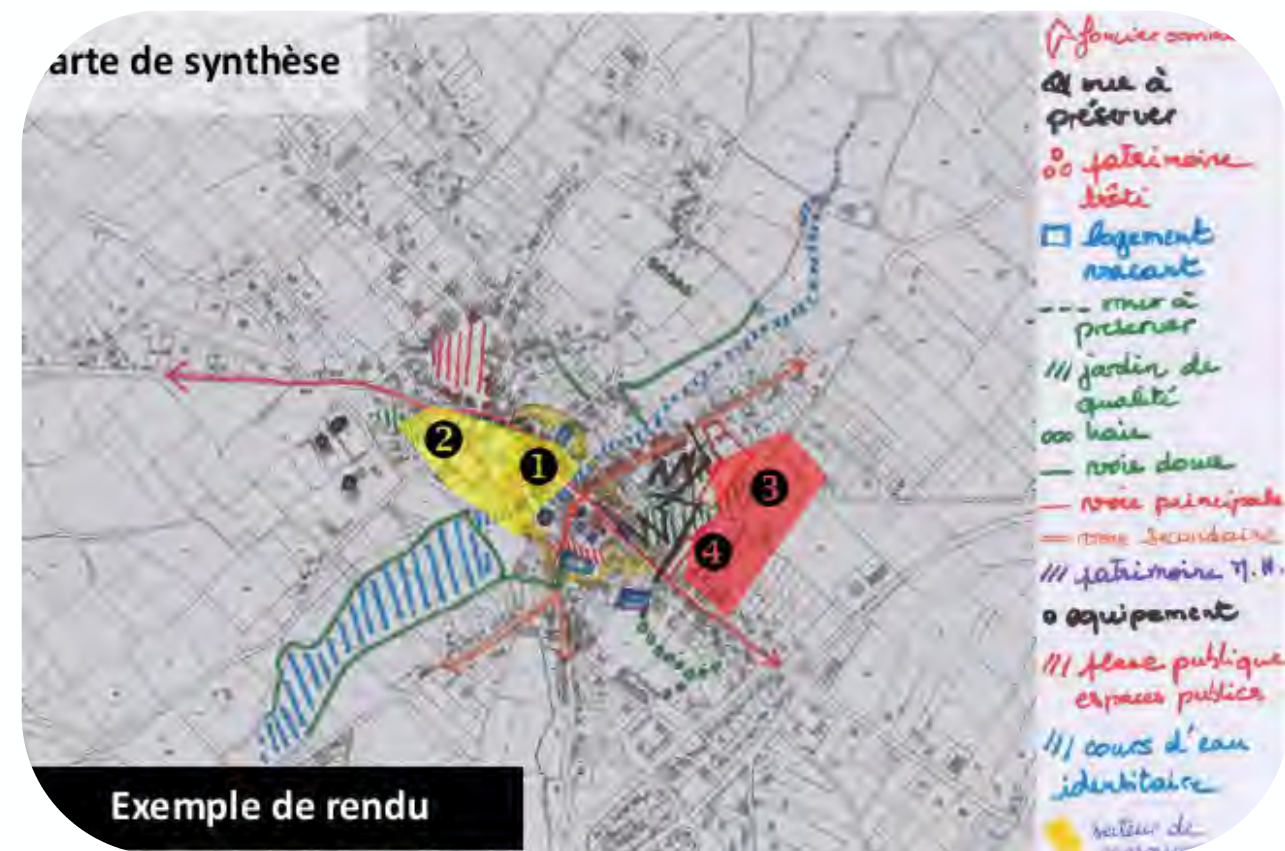 arte de synthèse
foncier
vue à
préserver
patrimoine
bâti
logement
vacant
mur à
préserver
jardin de
qualité
haie
voie douce
voie principale
voie secondaire
patrimoine M.H.
equipement
place publique
espaces publics
cours d'eau
identitaire
secteur de
2
1
3
4
Exemple de rendu